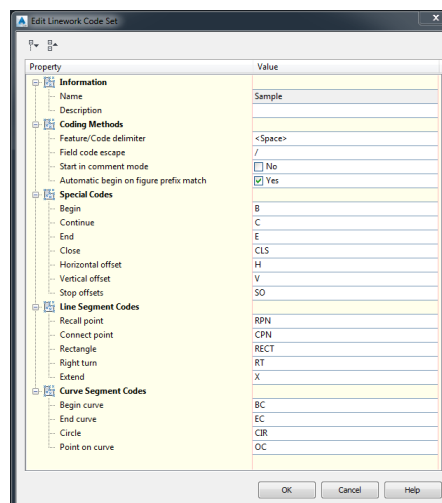 Edit Linework Code Set
Property Value
Information
Name Sample
Description
Coding Methods
Feature/Code delimiter <Space>
Field code escape /
Start in comment mode No
Automatic begin on figure prefix match Yes
Special Codes
Begin B
Continue C
End E
Close CLS
Horizontal offset H
Vertical offset V
Stop offsets SO
Line Segment Codes
Recall point RPN
Connect point CPN
Rectangle RECT
Right turn RT
Extend X
Curve Segment Codes
Begin curve BC
End curve EC
Circle CIR
Point on curve OC
OK Cancel Help